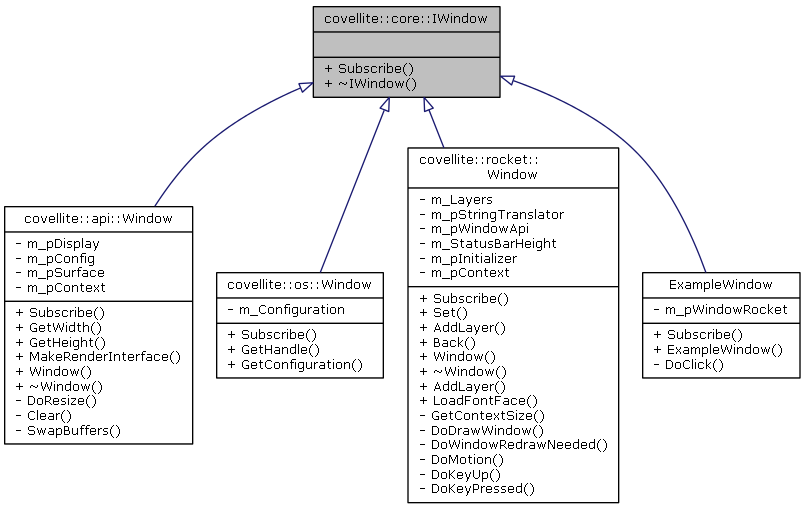 covellite::core::IWindow
+ Subscribe()
+ ~IWindow()
covellite::api::Window
- m_pDisplay
- m_pConfig
- m_pSurface
- m_pContext
+ Subscribe()
+ GetWidth()
+ GetHeight()
+ MakeRenderInterface()
+ Window()
+ ~Window()
- DoResize()
- Clear()
- SwapBuffers()
covellite::os::Window
- m_Configuration
+ Subscribe()
+ GetHandle()
+ GetConfiguration()
covellite::rocket::
Window
- m_Layers
- m_pStringTranslator
- m_pWindowApi
- m_StatusBarHeight
- m_pInitializer
- m_pContext
+ Subscribe()
+ Set()
+ AddLayer()
+ Back()
+ Window()
+ ~Window()
+ AddLayer()
+ LoadFontFace()
- GetContextSize()
- DoDrawWindow()
- DoWindowRedrawNeeded()
- DoMotion()
- DoKeyUp()
- DoKeyPressed()
ExampleWindow
- m_pWindowRocket
+ Subscribe()
+ ExampleWindow()
- DoClick()